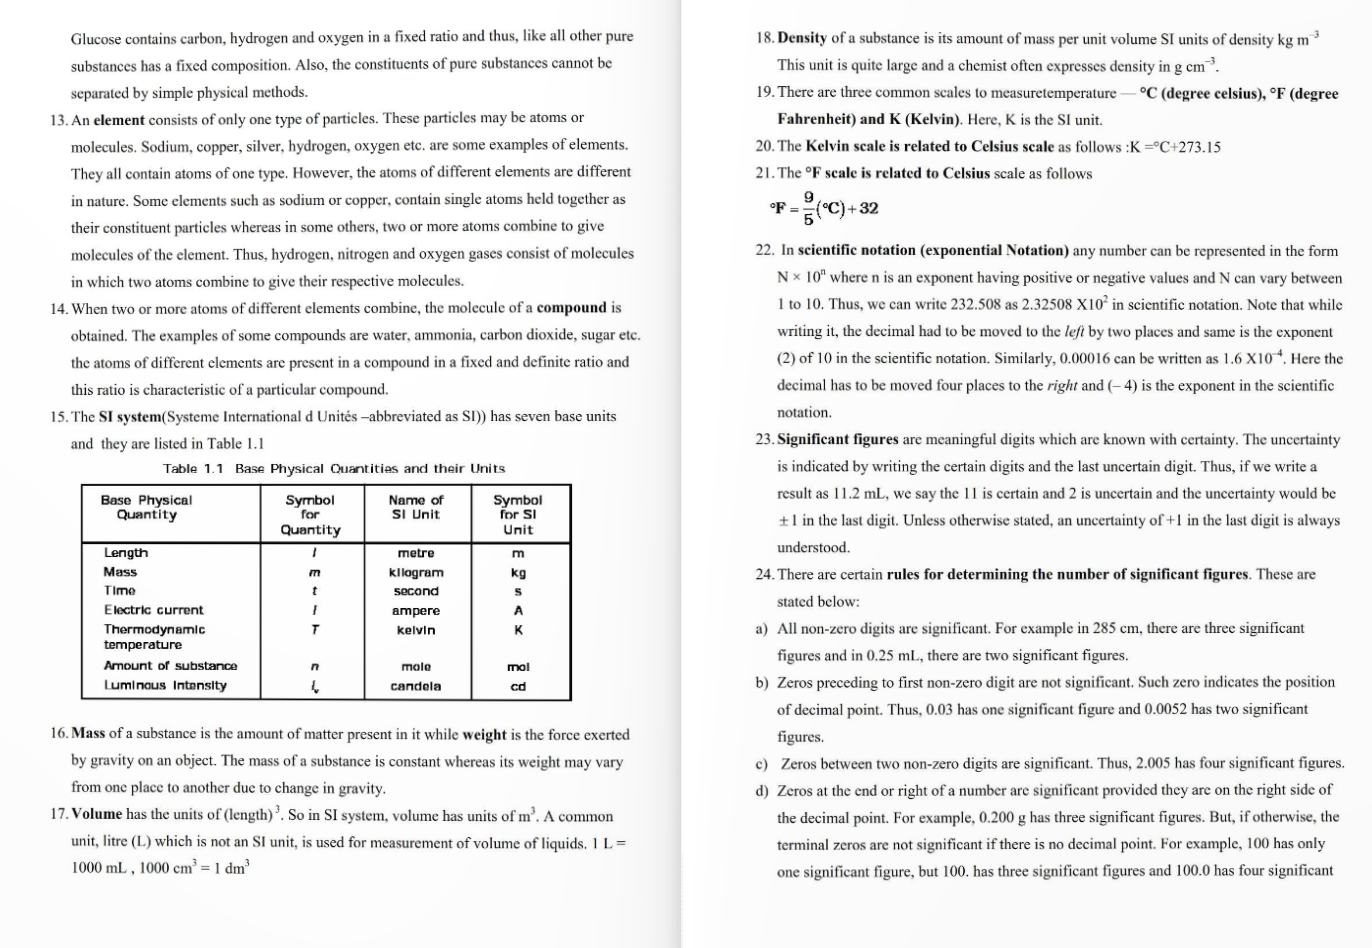 Glucose contains carbon, hydrogen and oxygen in a fixed ratio and thus, like all other pure
substances has a fixed composition. Also, the constituents of pure substances cannot be
separated by simple physical methods.
13. An element consists of only one type of particles. These particles may be atoms or
molecules. Sodium, copper, silver, hydrogen, oxygen etc. are some examples of elements.
They all contain atoms of one type. However, the atoms of different elements are different
in nature. Some elements such as sodium or copper, contain single atoms held together as
their constituent particles whereas in some others, two or more atoms combine to give
molecules of the element. Thus, hydrogen, nitrogen and oxygen gases consist of molecules
in which two atoms combine to give their respective molecules.
14. When two or more atoms of different elements combine, the molecule of a compound is
obtained. The examples of some compounds are water, ammonia, carbon dioxide, sugar etc.
the atoms of different elements are present in a compound in a fixed and definite ratio and
this ratio is characteristic of a particular compound.
15. The SI system(Systeme International d Unités –abbreviated as SI)) has seven base units
and they are listed in Table 1.1
Table 1.1 Base Physical Quantities and their Units
Base Physical Quantity | Symbol for Quantity | Name of SI Unit | Symbol for SI Unit
Length l metre m
Mass m kilogram kg
Time t second s
Electric current I ampere A
Thermodynamic temperature T kelvin K
Amount of substance n mole mol
Luminous Intensity Iᵥ candela cd
16. Mass of a substance is the amount of matter present in it while weight is the force exerted
by gravity on an object. The mass of a substance is constant whereas its weight may vary
from one place to another due to change in gravity.
17. Volume has the units of (length)³. So in SI system, volume has units of m³. A common
unit, litre (L) which is not an SI unit, is used for measurement of volume of liquids. 1 L =
1000 mL , 1000 cm³ = 1 dm³
18. Density of a substance is its amount of mass per unit volume SI units of density kg m⁻³
This unit is quite large and a chemist often expresses density in g cm⁻³.
19. There are three common scales to measuretemperature — °C (degree celsius), °F (degree
Fahrenheit) and K (Kelvin). Here, K is the SI unit.
20. The Kelvin scale is related to Celsius scale as follows :K =°C+273.15
21. The °F scale is related to Celsius scale as follows
°F = 9/5 (°C) + 32
22. In scientific notation (exponential Notation) any number can be represented in the form
N × 10ⁿ where n is an exponent having positive or negative values and N can vary between
1 to 10. Thus, we can write 232.508 as 2.32508 X10² in scientific notation. Note that while
writing it, the decimal had to be moved to the left by two places and same is the exponent
(2) of 10 in the scientific notation. Similarly, 0.00016 can be written as 1.6 X10⁻⁴. Here the
decimal has to be moved four places to the right and (– 4) is the exponent in the scientific
notation.
23. Significant figures are meaningful digits which are known with certainty. The uncertainty
is indicated by writing the certain digits and the last uncertain digit. Thus, if we write a
result as 11.2 mL, we say the 11 is certain and 2 is uncertain and the uncertainty would be
±1 in the last digit. Unless otherwise stated, an uncertainty of +1 in the last digit is always
understood.
24. There are certain rules for determining the number of significant figures. These are
stated below:
a) All non-zero digits are significant. For example in 285 cm, there are three significant
figures and in 0.25 mL, there are two significant figures.
b) Zeros preceding to first non-zero digit are not significant. Such zero indicates the position
of decimal point. Thus, 0.03 has one significant figure and 0.0052 has two significant
figures.
c) Zeros between two non-zero digits are significant. Thus, 2.005 has four significant figures.
d) Zeros at the end or right of a number are significant provided they are on the right side of
the decimal point. For example, 0.200 g has three significant figures. But, if otherwise, the
terminal zeros are not significant if there is no decimal point. For example, 100 has only
one significant figure, but 100. has three significant figures and 100.0 has four significant